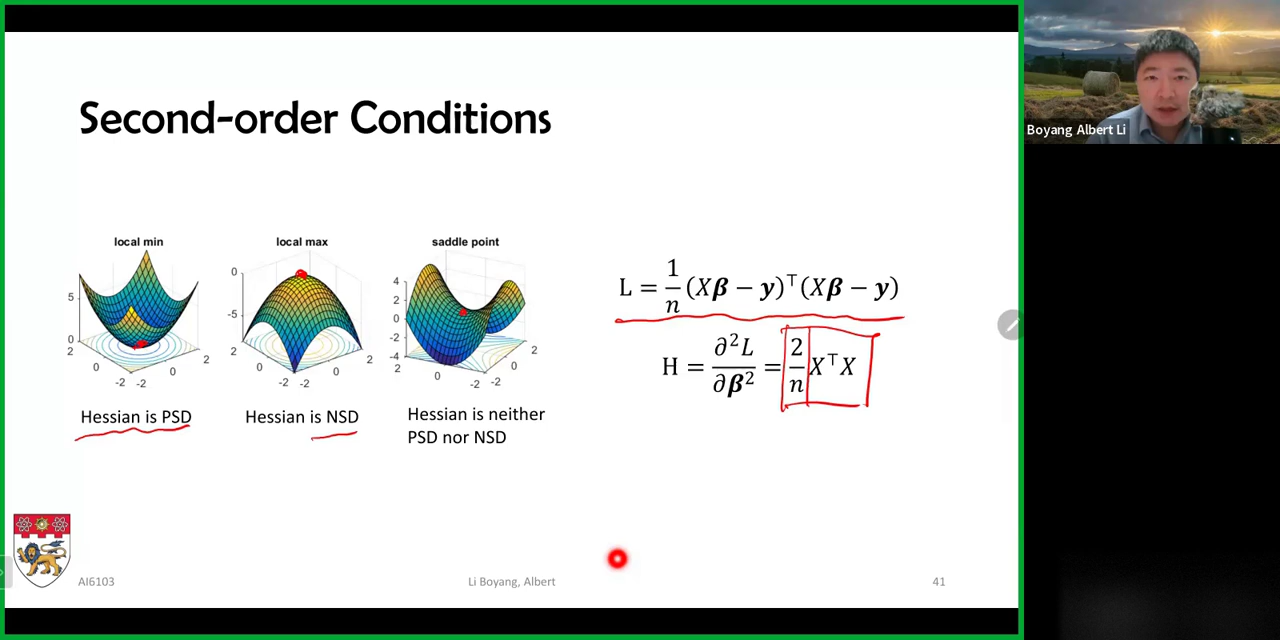 Second-order Conditions
Boyang Albert Li
local min
local max
saddle point
5
0
2
0
-2
-2
0
2
0
-5
2
0
-2
-2
0
2
4
2
0
-2
-4
2
0
-2
-2
0
2
Hessian is PSD
Hessian is NSD
Hessian is neither
PSD nor NSD
L = 1/n (Xβ − y)⊤(Xβ − y)
H = ∂²L/∂β² = 2/n X⊤X
AI6103
Li Boyang, Albert
41